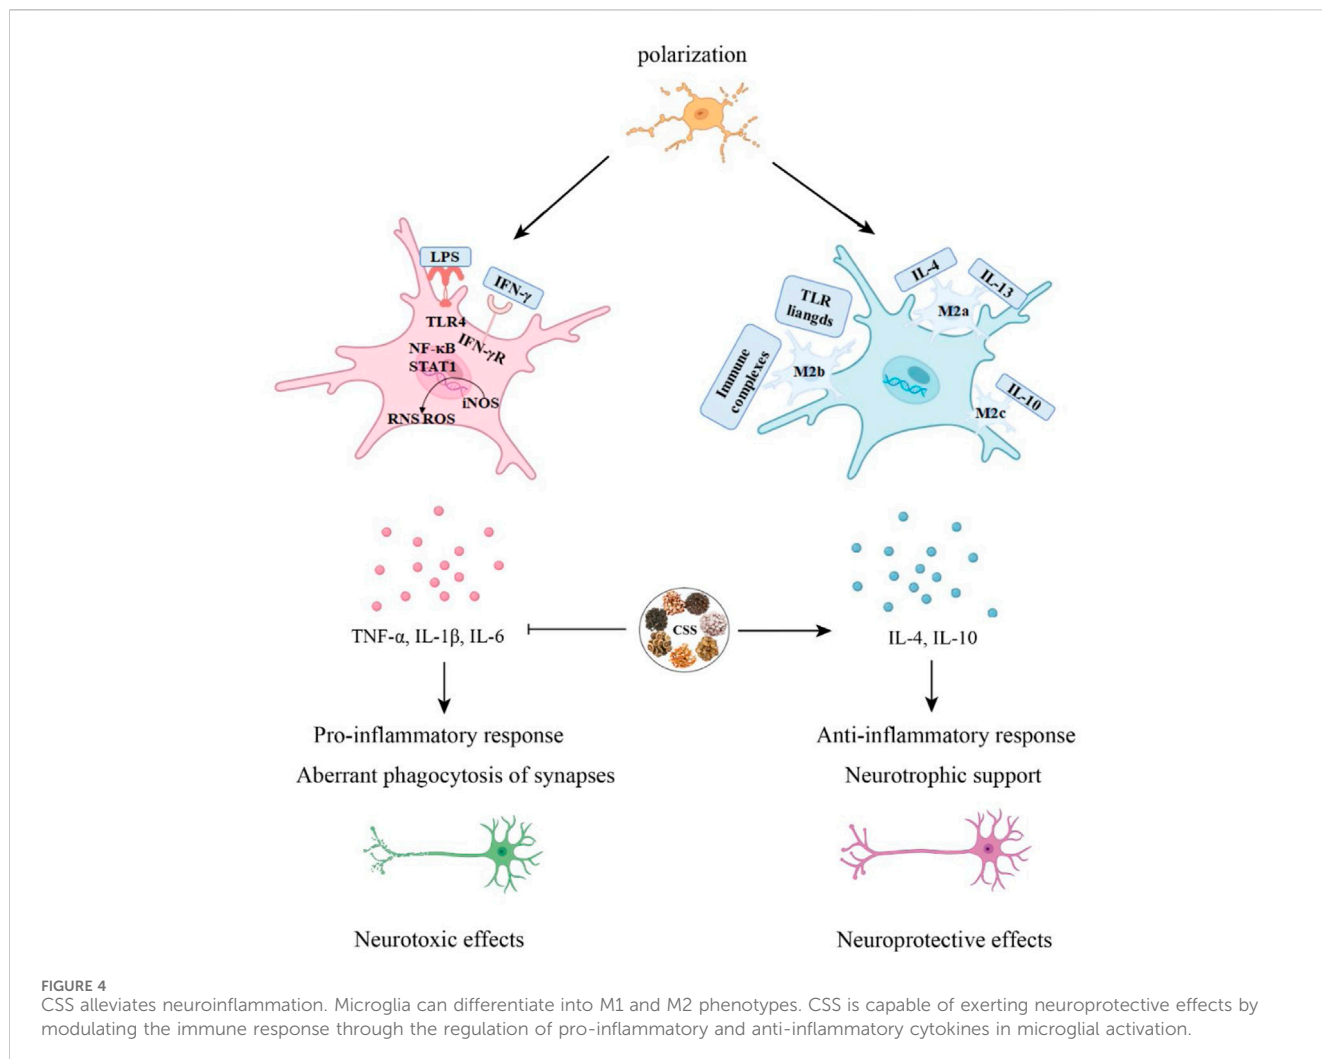 polarization
LPS
IFN-γ
TLR4
IFN-γR
NF-κB
STAT1
iNOS
RNS ROS
IL-4
IL-13
TLR
liangds
M2a
Immune
complexes
M2b
IL-10
M2c
TNF-α, IL-1β, IL-6
CSS
IL-4, IL-10
Pro-inflammatory response
Anti-inflammatory response
Aberrant phagocytosis of synapses
Neurotrophic support
Neurotoxic effects
Neuroprotective effects
FIGURE 4
CSS alleviates neuroinflammation. Microglia can differentiate into M1 and M2 phenotypes. CSS is capable of exerting neuroprotective effects by
modulating the immune response through the regulation of pro-inflammatory and anti-inflammatory cytokines in microglial activation.